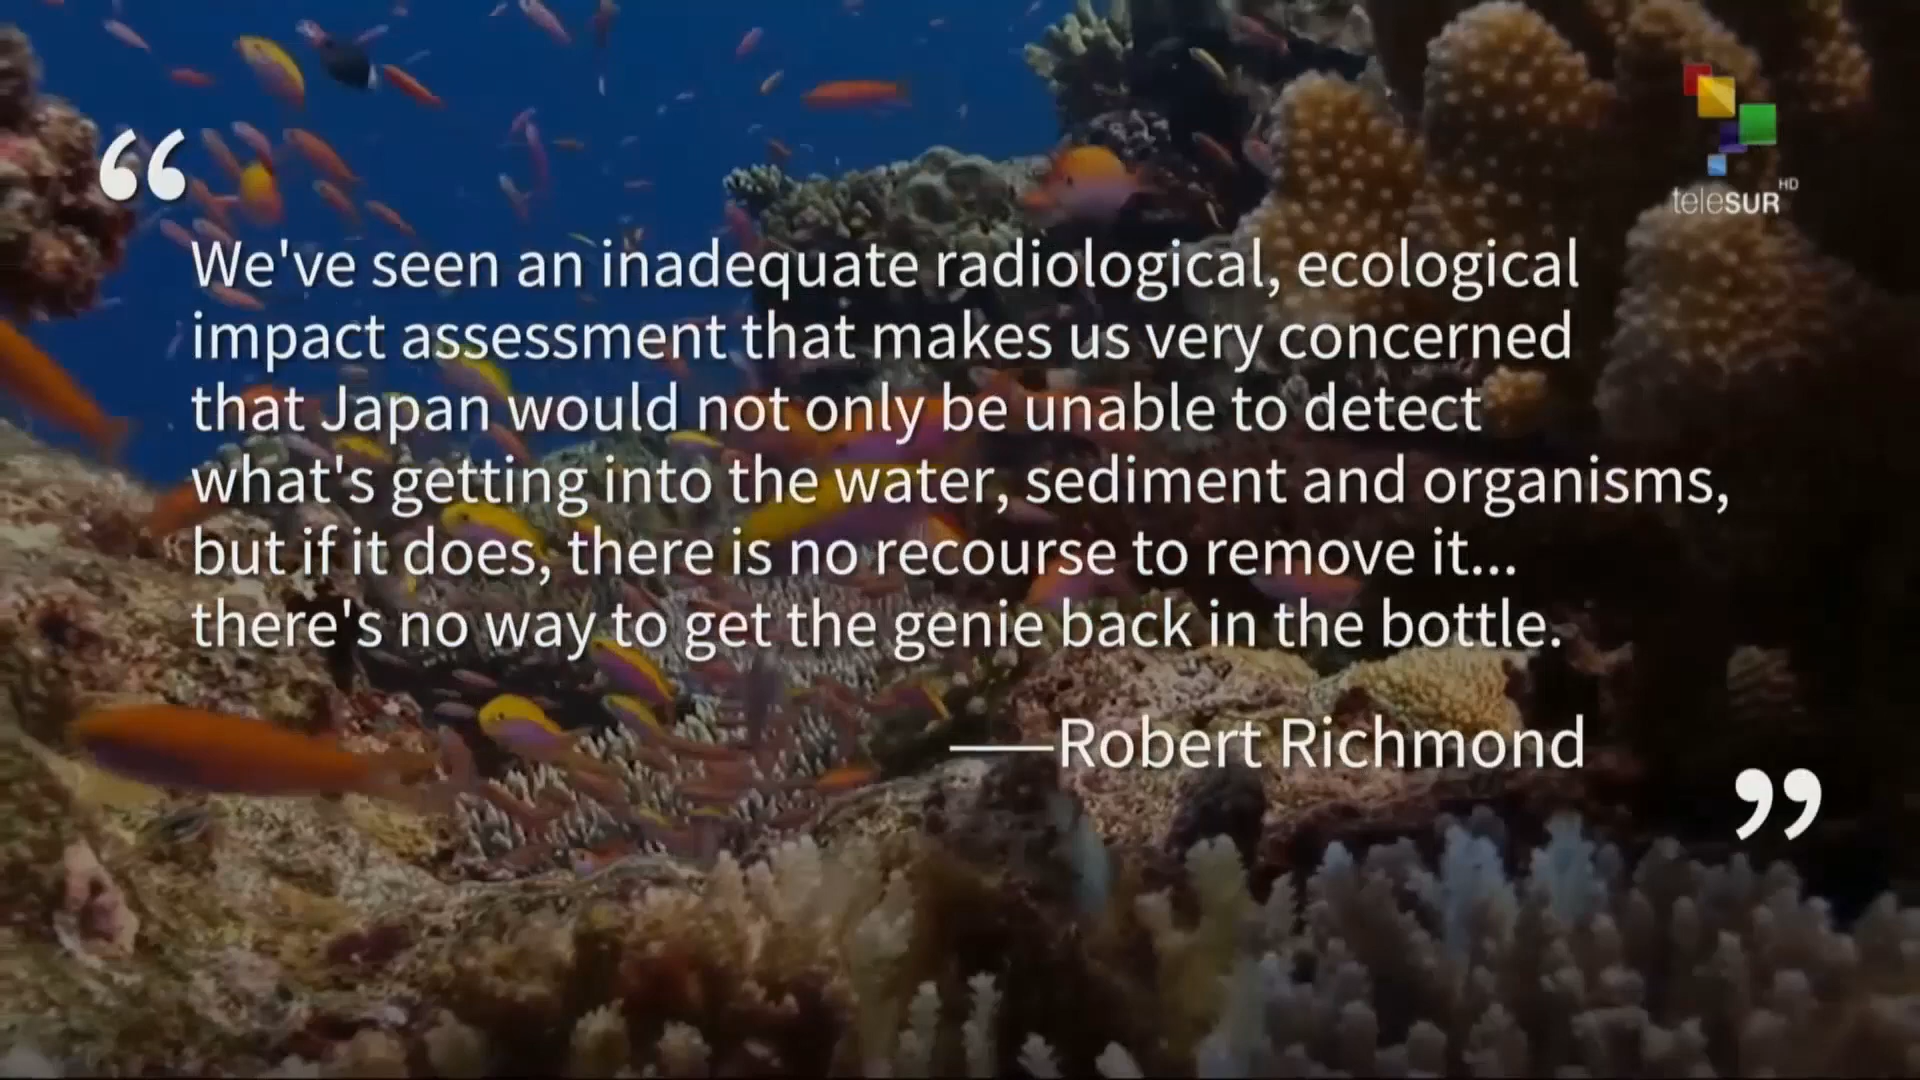 “
HD
teleSUR
We've seen an inadequate radiological, ecological
impact assessment that makes us very concerned
that Japan would not only be unable to detect
what's getting into the water, sediment and organisms,
but if it does, there is no recourse to remove it...
there's no way to get the genie back in the bottle.
——Robert Richmond
”